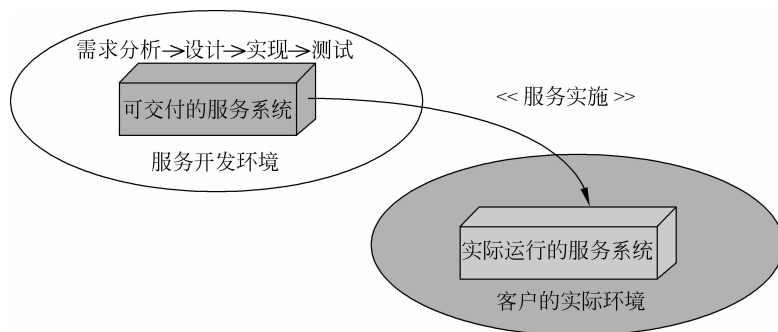 需求分析→设计→实现→测试
可交付的服务系统
<< 服务实施 >>
服务开发环境
实际运行的服务系统
客户的实际环境